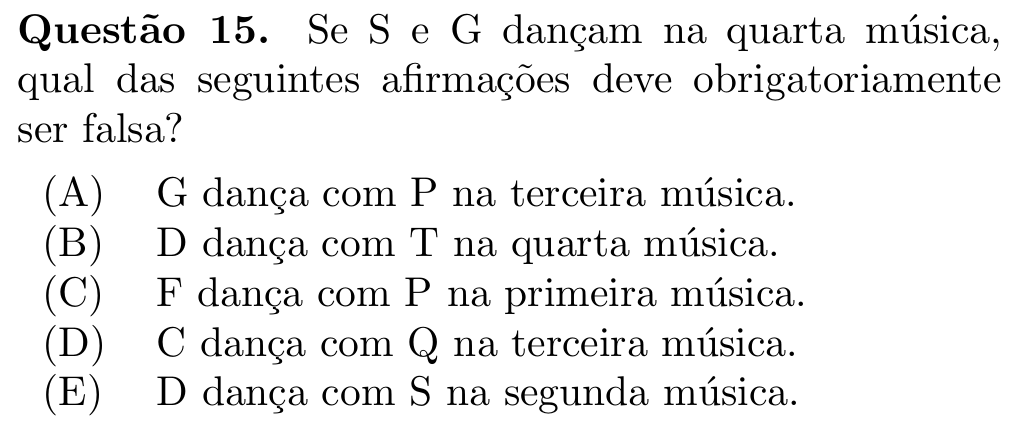 Questão 15. Se S e G dançam na quarta música,
qual das seguintes afirmações deve obrigatoriamente
ser falsa?
(A) G dança com P na terceira música.
(B) D dança com T na quarta música.
(C) F dança com P na primeira música.
(D) C dança com Q na terceira música.
(E) D dança com S na segunda música.